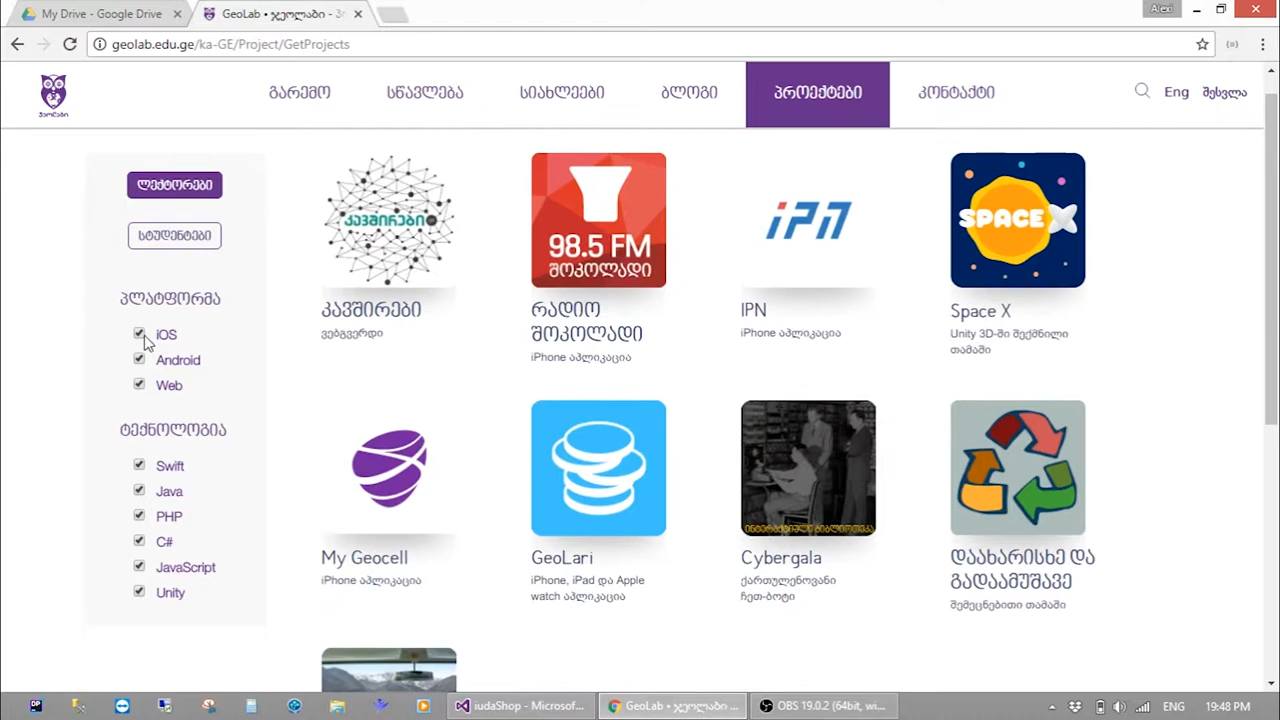 My Drive - Google Drive
GeoLab • ჯეოლაბი -
Alexi
geolab.edu.ge/ka-GE/Project/GetProjects
ჯეოლაბი
გარემო
სწავლება
სიახლეები
ბლოგი
პროექტები
კონტაქტი
Eng
შესვლა
ლექტორები
სტუდენტები
პლატფორმა
iOS
Android
Web
ტექნოლოგია
Swift
Java
PHP
C#
JavaScript
Unity
კავშირები
98.5 FM
შოკოლადი
iPN
SPACE X
კავშირები
ვებგვერდი
რადიო
შოკოლადი
iPhone აპლიკაცია
IPN
iPhone აპლიკაცია
Space X
Unity 3D-ში შექმნილი
თამაში
ინტერაქტიული ბიბლიოთეკა
My Geocell
iPhone აპლიკაცია
GeoLari
iPhone, iPad და Apple
watch აპლიკაცია
Cybergala
ქართულენოვანი
ჩეთ-ბოტი
დაახარისხე და
გადაამუშავე
შემეცნებითი თამაში
iudaShop - Microsof...
GeoLab • ჯეოლაბი ...
OBS 19.0.2 (64bit, wi...
ENG
19:48 PM